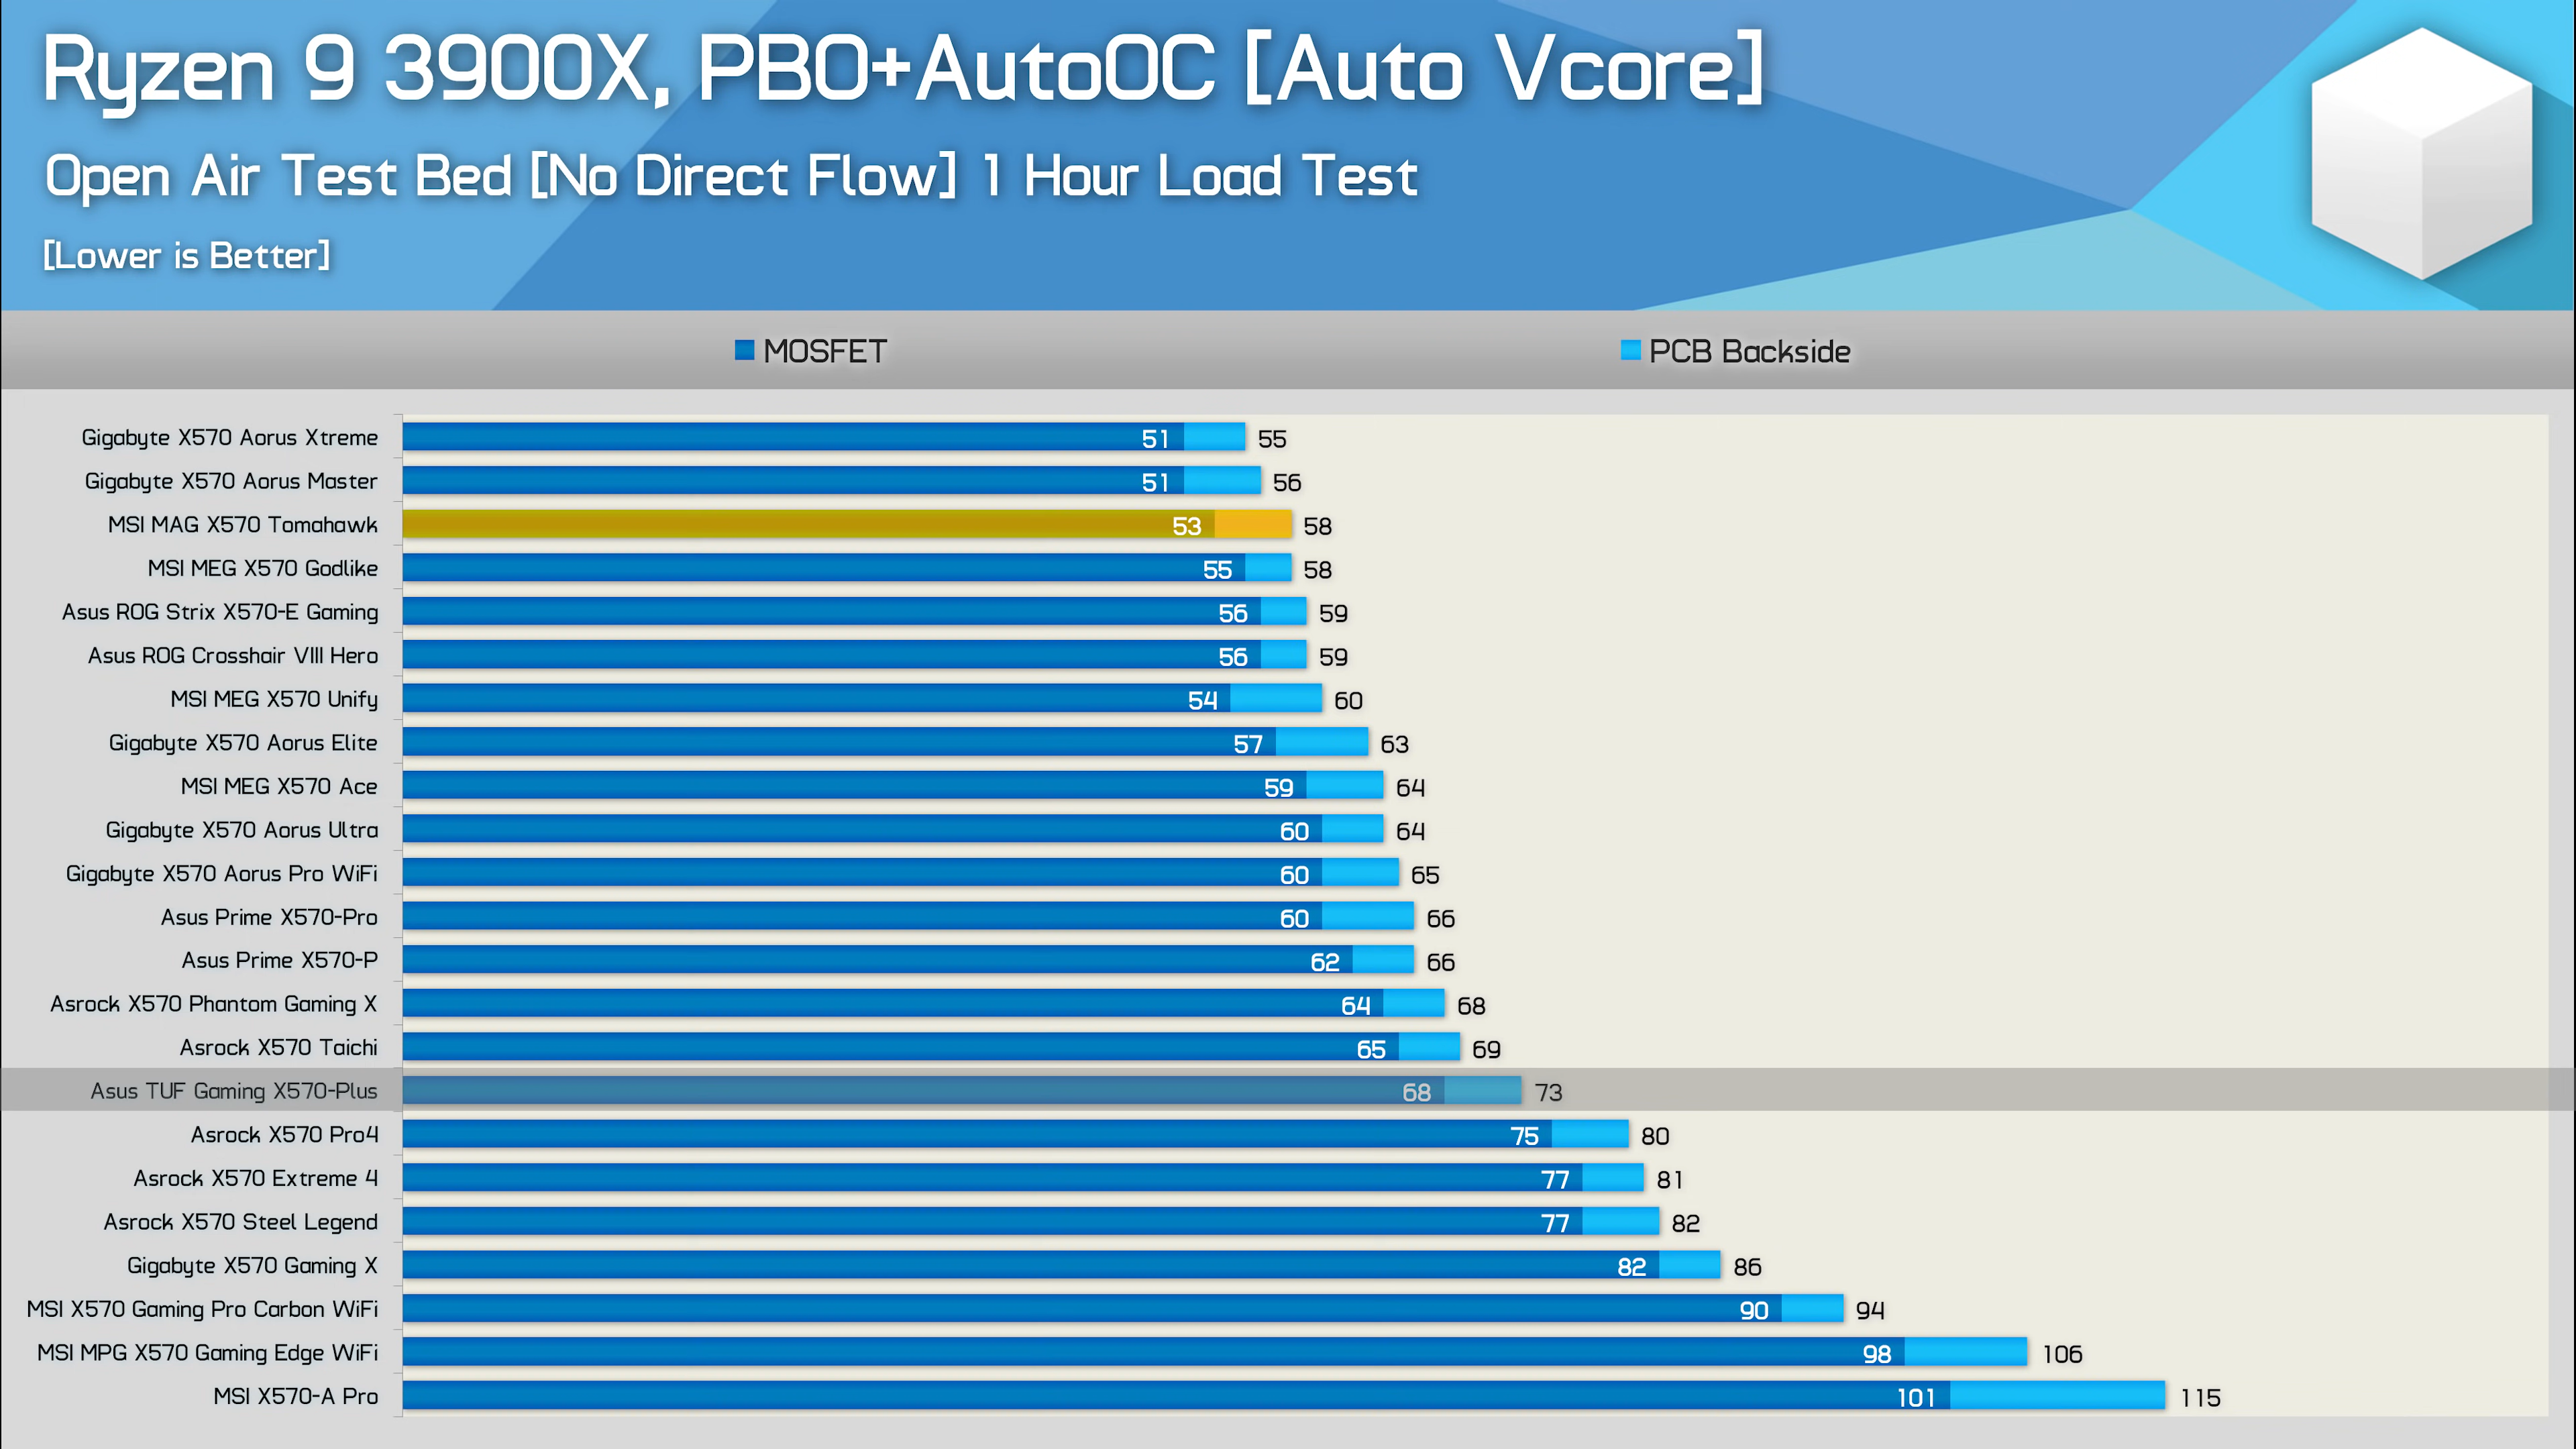 Ryzen 9 3900X, PBO+AutoOC [Auto Vcore]
Open Air Test Bed [No Direct Flow] 1 Hour Load Test
[Lower is Better]
MOSFET PCB Backside
Gigabyte X570 Aorus Xtreme 51 55
Gigabyte X570 Aorus Master 51 56
MSI MAG X570 Tomahawk 53 58
MSI MEG X570 Godlike 55 58
Asus ROG Strix X570-E Gaming 56 59
Asus ROG Crosshair VIII Hero 56 59
MSI MEG X570 Unify 54 60
Gigabyte X570 Aorus Elite 57 63
MSI MEG X570 Ace 59 64
Gigabyte X570 Aorus Ultra 60 64
Gigabyte X570 Aorus Pro WiFi 60 65
Asus Prime X570-Pro 60 66
Asus Prime X570-P 62 66
Asrock X570 Phantom Gaming X 64 68
Asrock X570 Taichi 65 69
Asus TUF Gaming X570-Plus 68 73
Asrock X570 Pro4 75 80
Asrock X570 Extreme 4 77 81
Asrock X570 Steel Legend 77 82
Gigabyte X570 Gaming X 82 86
MSI X570 Gaming Pro Carbon WiFi 90 94
MSI MPG X570 Gaming Edge WiFi 98 106
MSI X570-A Pro 101 115